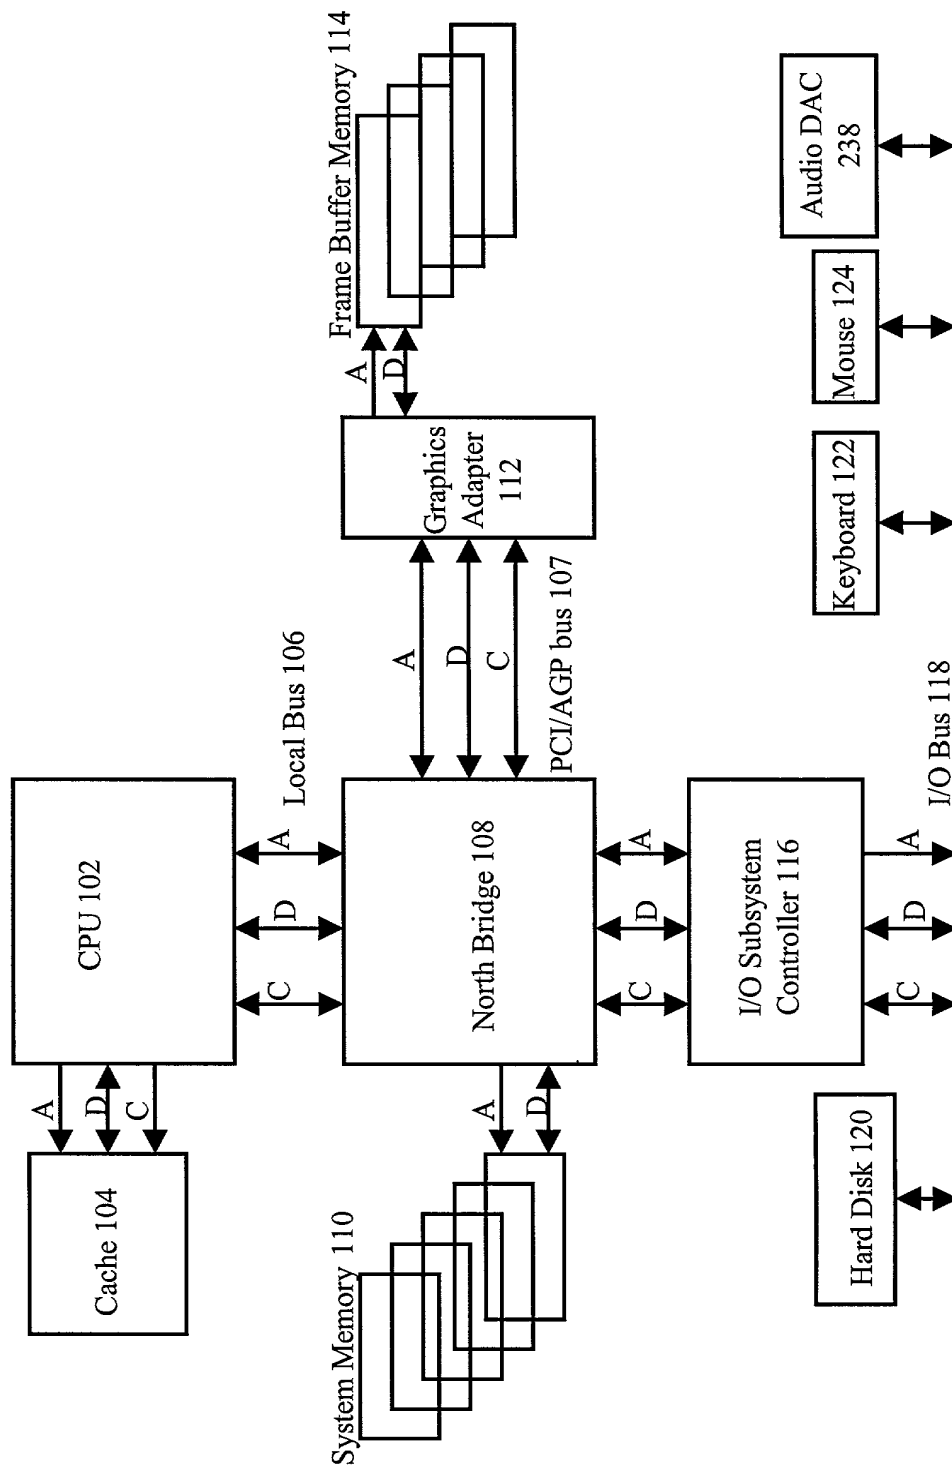 Cache 104
A
D
C
CPU 102
C
D
A
Local Bus 106
System Memory 110
A
D
North Bridge 108
A
D
C
PCI/AGP bus 107
Graphics
Adapter
112
A
D
Frame Buffer Memory 114
C
D
A
I/O Subsystem
Controller 116
C
D
A
I/O Bus 118
Hard Disk 120
Keyboard 122
Mouse 124
Audio DAC
238